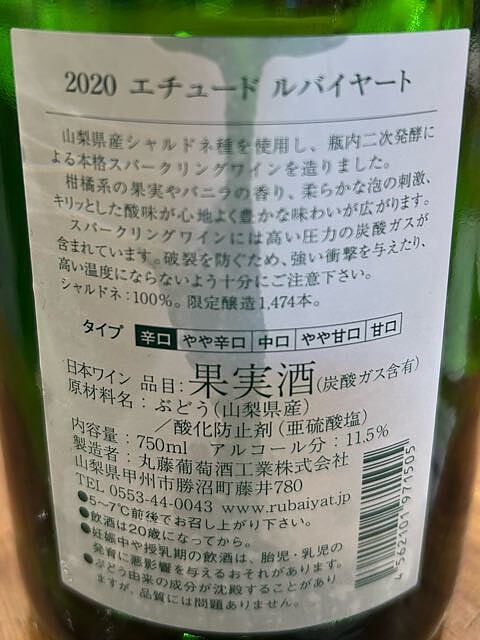 2020 エチュード ルバイヤート
山梨県産シャルドネ種を使用し、瓶内二次発酵に
よる本格スパークリングワインを造りました。
柑橘系の果実やバニラの香り、柔らかな泡の刺激、
キリッとした酸味が心地よく豊かな味わいが広がります。
スパークリングワインには高い圧力の炭酸ガスが
含まれています。破裂を防ぐため、強い衝撃を与えたり、
高い温度にならないよう十分にご注意下さい。
シャルドネ:100%。限定醸造1,474本。
タイプ 辛口 やや辛口 中口 やや甘口 甘口
日本ワイン 品目:果実酒(炭酸ガス含有)
原材料名:ぶどう(山梨県産)
/酸化防止剤(亜硫酸塩)
内容量:750ml アルコール分:11.5%
製造者:丸藤葡萄酒工業株式会社
山梨県甲州市勝沼町藤井780
TEL 0553-44-0043 www.rubaiyat.jp
●5~7℃前後でお召し上がり下さい。
●飲酒は20歳になってから。
●妊娠中や授乳期の飲酒は、胎児・乳児の
発育に悪影響を与えるおそれがあります。
●ぶどう由来の成分が沈殿することがあり
ますが、品質には問題ありません。
4562101971505